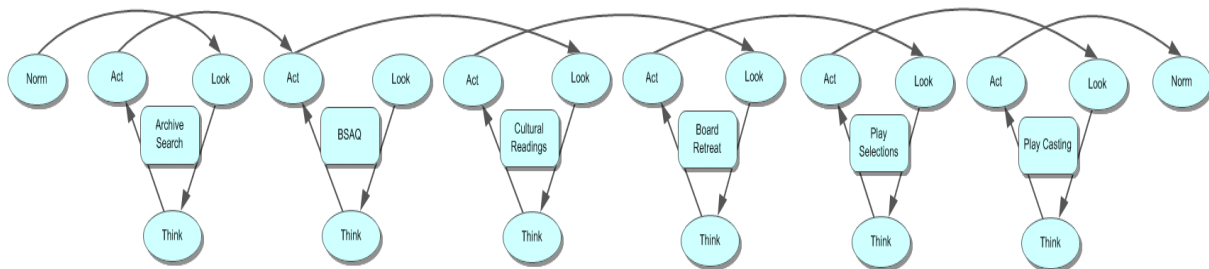 Norm
Act
Look
Act
Look
Act
Look
Act
Look
Act
Look
Act
Look
Norm
Archive
Search
BSAQ
Cultural
Readings
Board
Retreat
Play
Selections
Play Casting
Think
Think
Think
Think
Think
Think